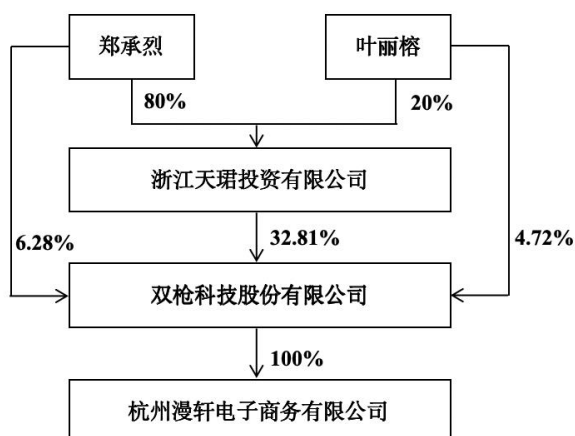 郑承烈
叶丽榕
80%
20%
浙江天珺投资有限公司
6.28%
32.81%
4.72%
双枪科技股份有限公司
100%
杭州漫轩电子商务有限公司